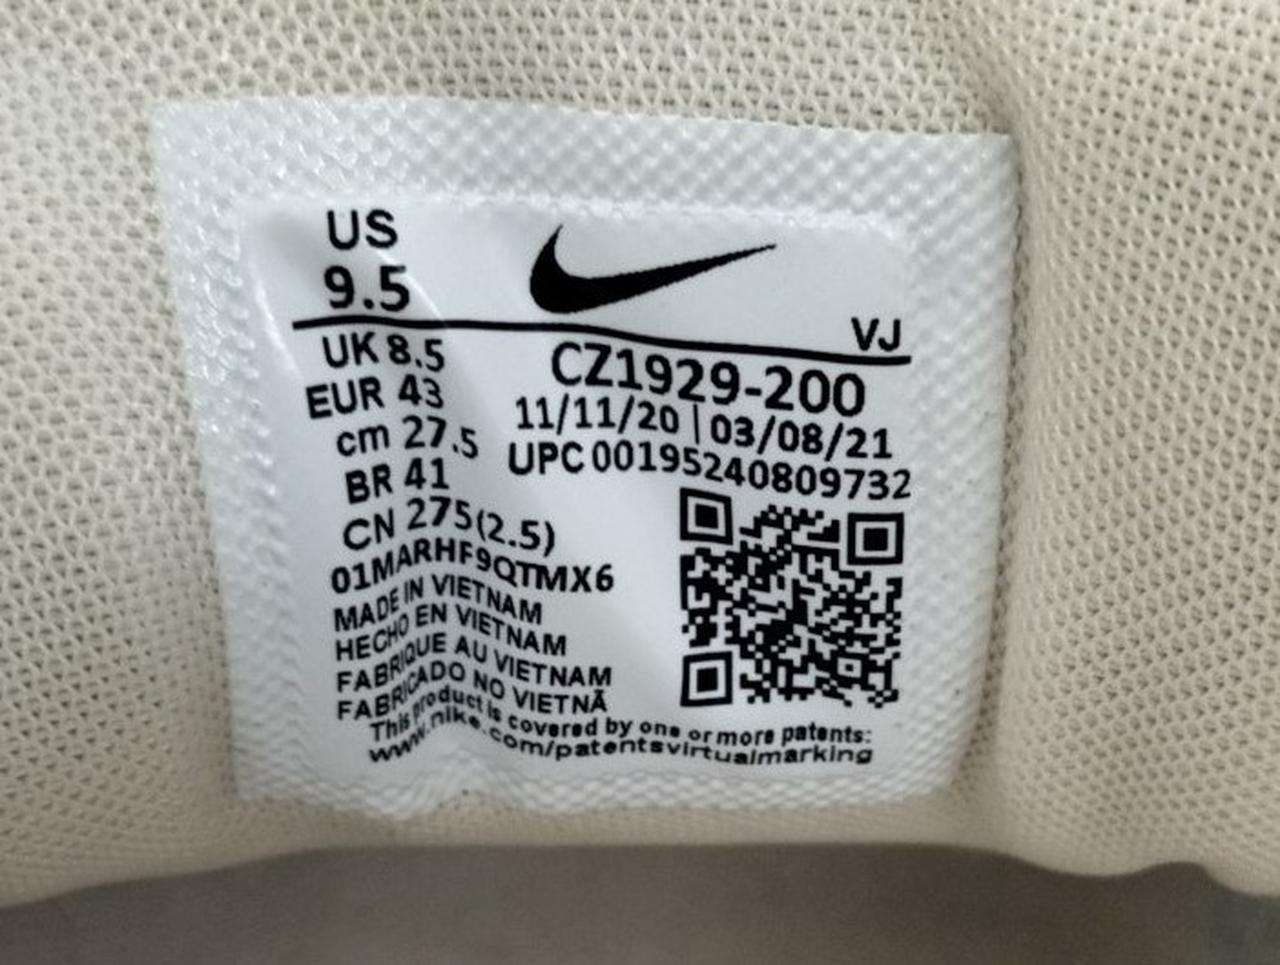 US
9.5
VJ
UK 8.5
EUR 43
cm 27.5
BR 41
CN 275(2.5)
CZ1929-200
11/11/20 | 03/08/21
UPC 00195240809732
01MARHF9QTMX6
MADE IN VIETNAM
HECHO EN VIETNAM
FABRIQUE AU VIETNAM
FABRICADO NO VIETNÃ
This product is covered by one or more patents:
www.nike.com/patentsvirtualmarking